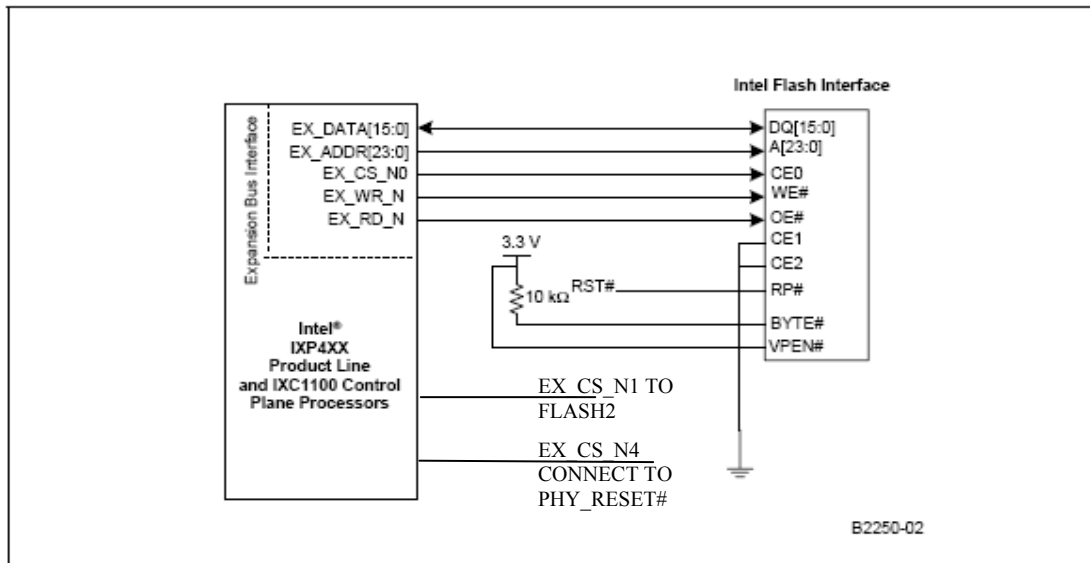 Intel Flash Interface
Expansion Bus Interface
EX_DATA[15:0]
EX_ADDR[23:0]
EX_CS_N0
EX_WR_N
EX_RD_N
DQ[15:0]
A[23:0]
CE0
WE#
OE#
CE1
CE2
RP#
BYTE#
VPEN#
3.3 V
10 kΩ
RST#
Intel®
IXP4XX
Product Line
and IXC1100 Control
Plane Processors
EX_CS_N1 TO
FLASH2
EX_CS_N4
CONNECT TO
PHY_RESET#
B2250-02